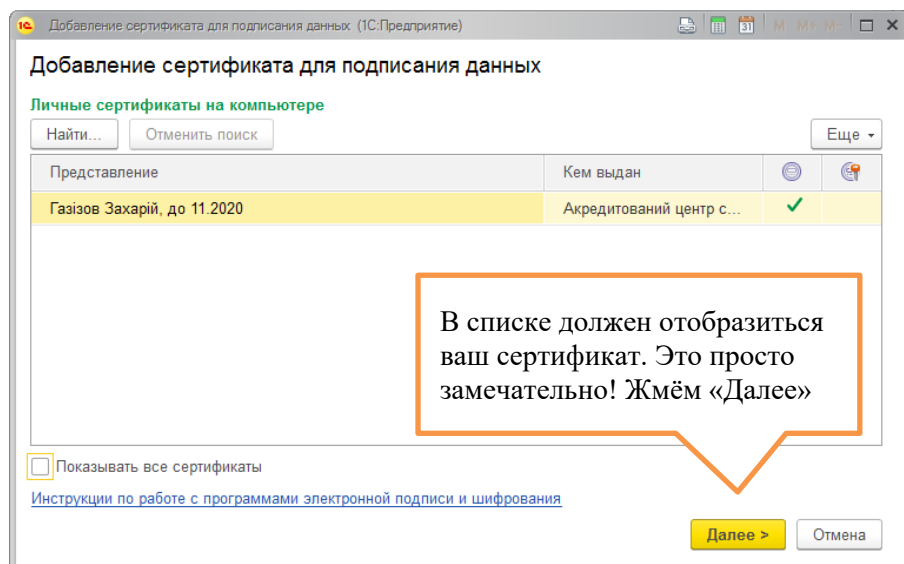 Добавление сертификата для подписания данных (1С:Предприятие)
M M+ M-
Добавление сертификата для подписания данных
Личные сертификаты на компьютере
Найти... Отменить поиск Еще
Представление Кем выдан
Газізов Захарій, до 11.2020 Акредитований центр с...
В списке должен отобразиться
ваш сертификат. Это просто
замечательно! Жмём «Далее»
Показывать все сертификаты
Инструкции по работе с программами электронной подписи и шифрования
Далее > Отмена